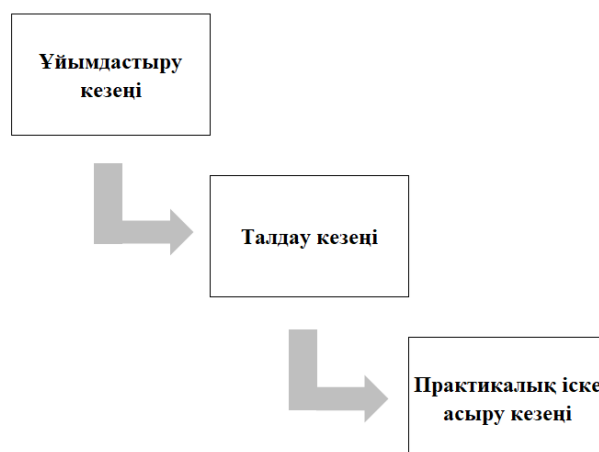 Ұйымдастыру
кезеңі
Талдау кезеңі
Практикалық іске
асыру кезеңі